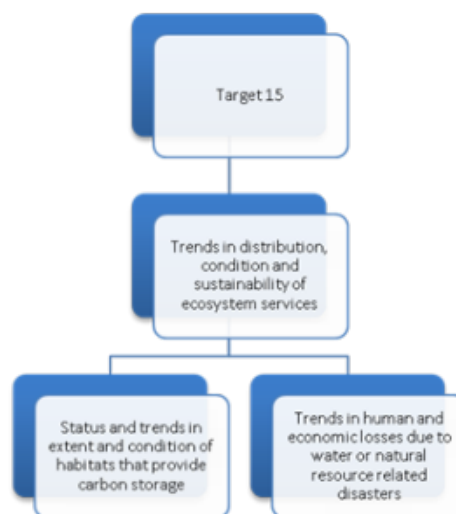 Target 15
Trends in distribution,
condition and
sustainability of
ecosystem services
Status and trends in
extent and condition of
habitats that provide
carbon storage
Trends in human and
economic losses due to
water or natural
resource related
disasters